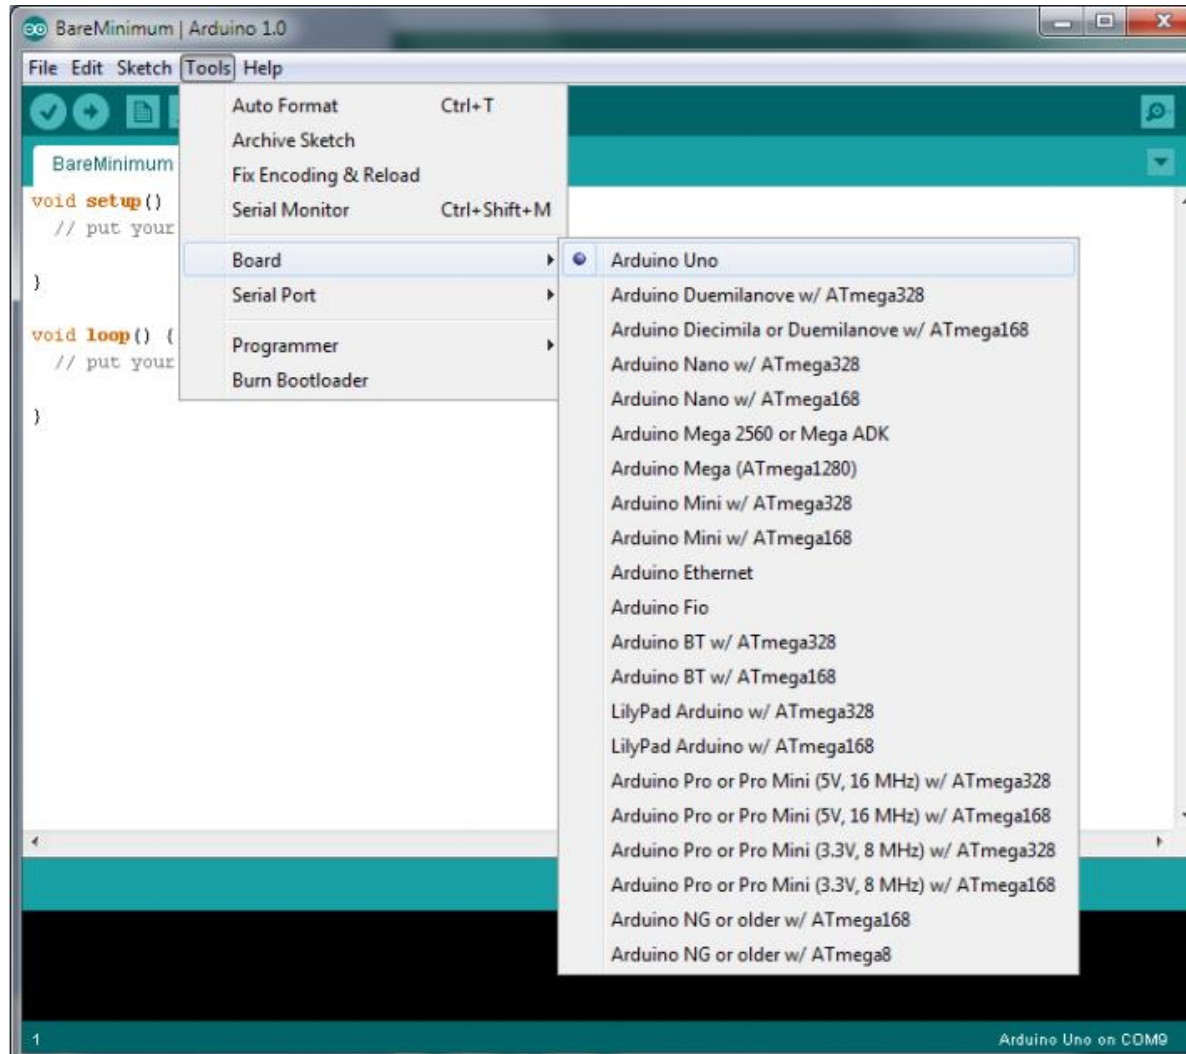 BareMinimum | Arduino 1.0
File Edit Sketch Tools Help
Auto Format Ctrl+T
Archive Sketch
Fix Encoding & Reload
Serial Monitor Ctrl+Shift+M
Board
Serial Port
Programmer
Burn Bootloader
BareMinimum
void setup()
// put your
}
void loop() {
// put your
}
Arduino Uno
Arduino Duemilanove w/ ATmega328
Arduino Diecimila or Duemilanove w/ ATmega168
Arduino Nano w/ ATmega328
Arduino Nano w/ ATmega168
Arduino Mega 2560 or Mega ADK
Arduino Mega (ATmega1280)
Arduino Mini w/ ATmega328
Arduino Mini w/ ATmega168
Arduino Ethernet
Arduino Fio
Arduino BT w/ ATmega328
Arduino BT w/ ATmega168
LilyPad Arduino w/ ATmega328
LilyPad Arduino w/ ATmega168
Arduino Pro or Pro Mini (5V, 16 MHz) w/ ATmega328
Arduino Pro or Pro Mini (5V, 16 MHz) w/ ATmega168
Arduino Pro or Pro Mini (3.3V, 8 MHz) w/ ATmega328
Arduino Pro or Pro Mini (3.3V, 8 MHz) w/ ATmega168
Arduino NG or older w/ ATmega168
Arduino NG or older w/ ATmega8
1 Arduino Uno on COM9